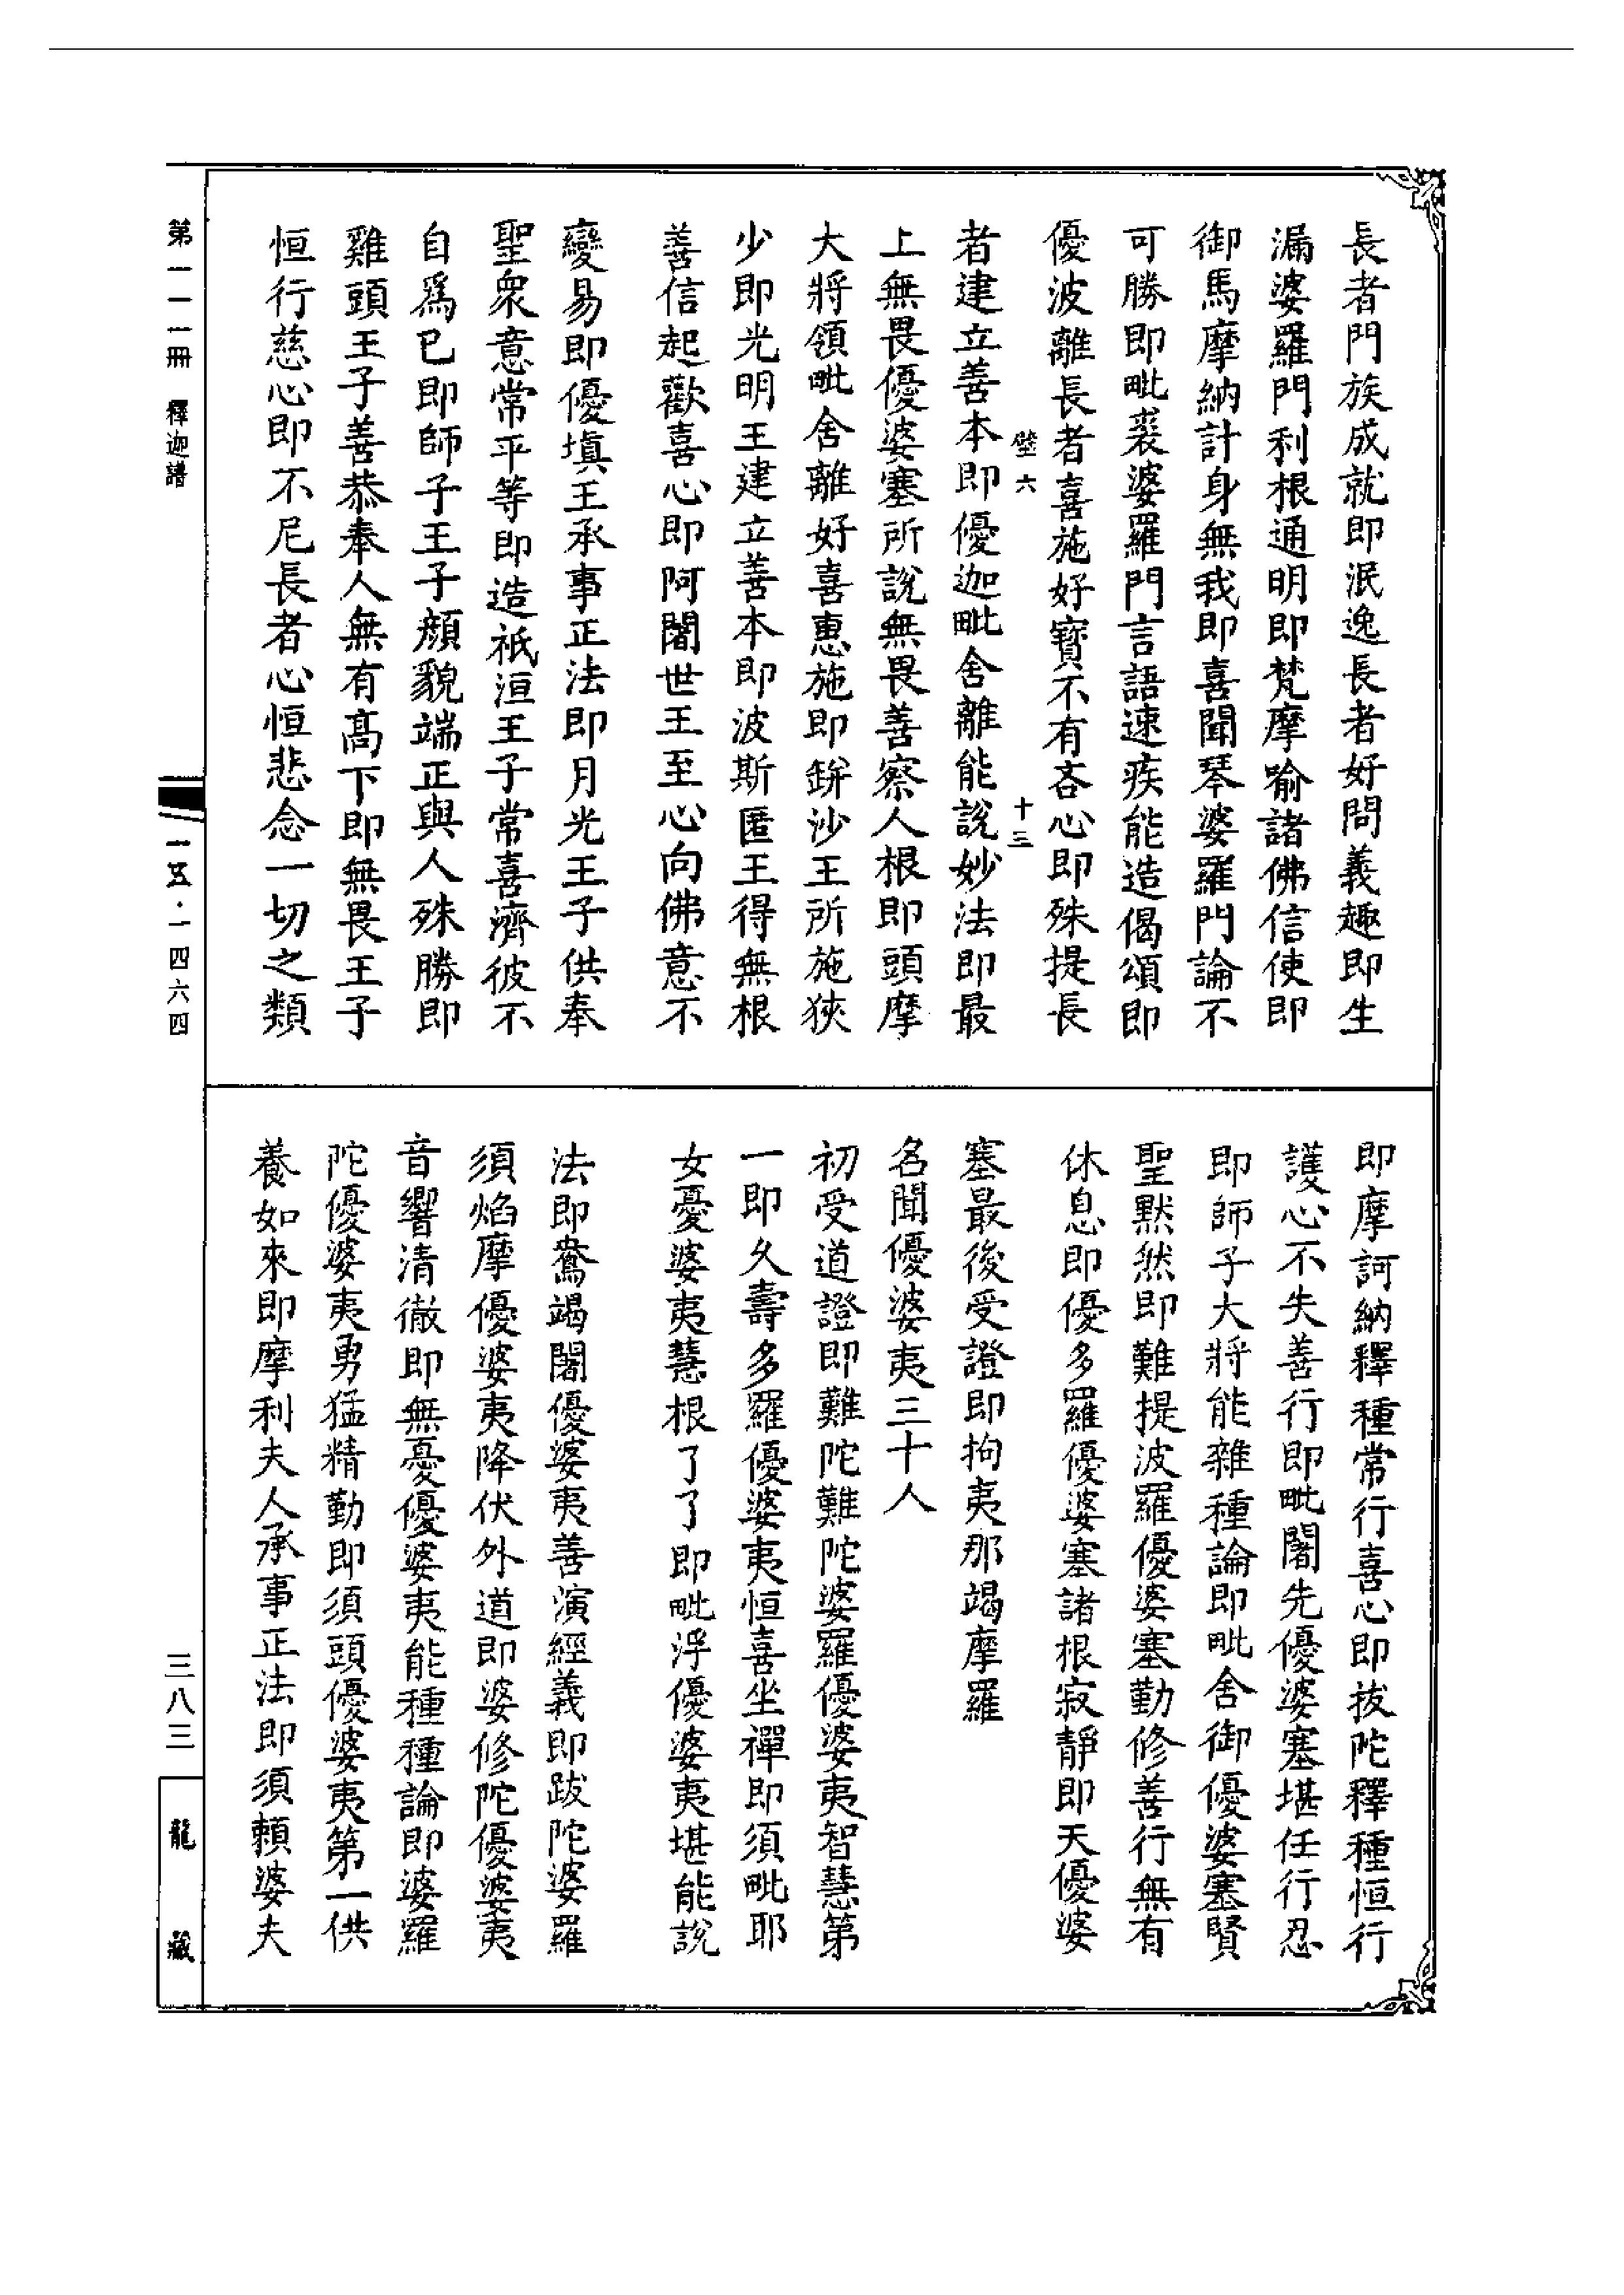 長者門族成就即泯逸長者好問義趣即生
漏婆羅門利根通明即梵摩喻諸佛信使即
御馬摩納計身無我即喜聞琴婆羅門論不
可勝即毗裘婆羅門言語速疾能造偈頌即
優波離長者喜施好寶不有吝心即殊提長
壁六 十三
者建立善本即優迦毗舍離能說妙法即最
上無畏優婆塞所說無畏善察人根即頭摩
大將領毗舍離好喜惠施即鉼沙王所施狹
少即光明王建立善本即波斯匿王得無根
善信起歡喜心即阿闍世王至心向佛意不
變易即優填王承事正法即月光王子供奉
聖衆意常平等即造祇洹王子常喜濟彼不
自爲已即師子王子顏貌端正與人殊勝即
雞頭王子善恭奉人無有高下即無畏王子
恒行慈心即不尼長者心恒悲念一切之類
即摩訶納釋種常行喜心即拔陀釋種恒行
護心不失善行即毗闍先優婆塞堪任行忍
即師子大將能雜種論即毗舍御優婆塞賢
聖默然即難提波羅優婆塞勤修善行無有
休息即優多羅優婆塞諸根寂靜即天優婆
塞最後受證即拘夷那竭摩羅
名聞優婆夷三十人
初受道證即難陀難陀婆羅優婆夷智慧第
一即久壽多羅優婆夷恒喜坐禪即須毗耶
女憂婆夷慧根了了即毗浮優婆夷堪能說
法即鴦竭闍優婆夷善演經義即跋陀婆羅
須焰摩優婆夷降伏外道即婆修陀優婆夷
音響清徹即無憂優婆夷能種種論即婆羅
陀優婆夷勇猛精勤即須頭優婆夷第一供
養如來即摩利夫人承事正法即須賴婆夫
第一一一冊 釋迦譜
一五·一四六四
三八三
龍藏